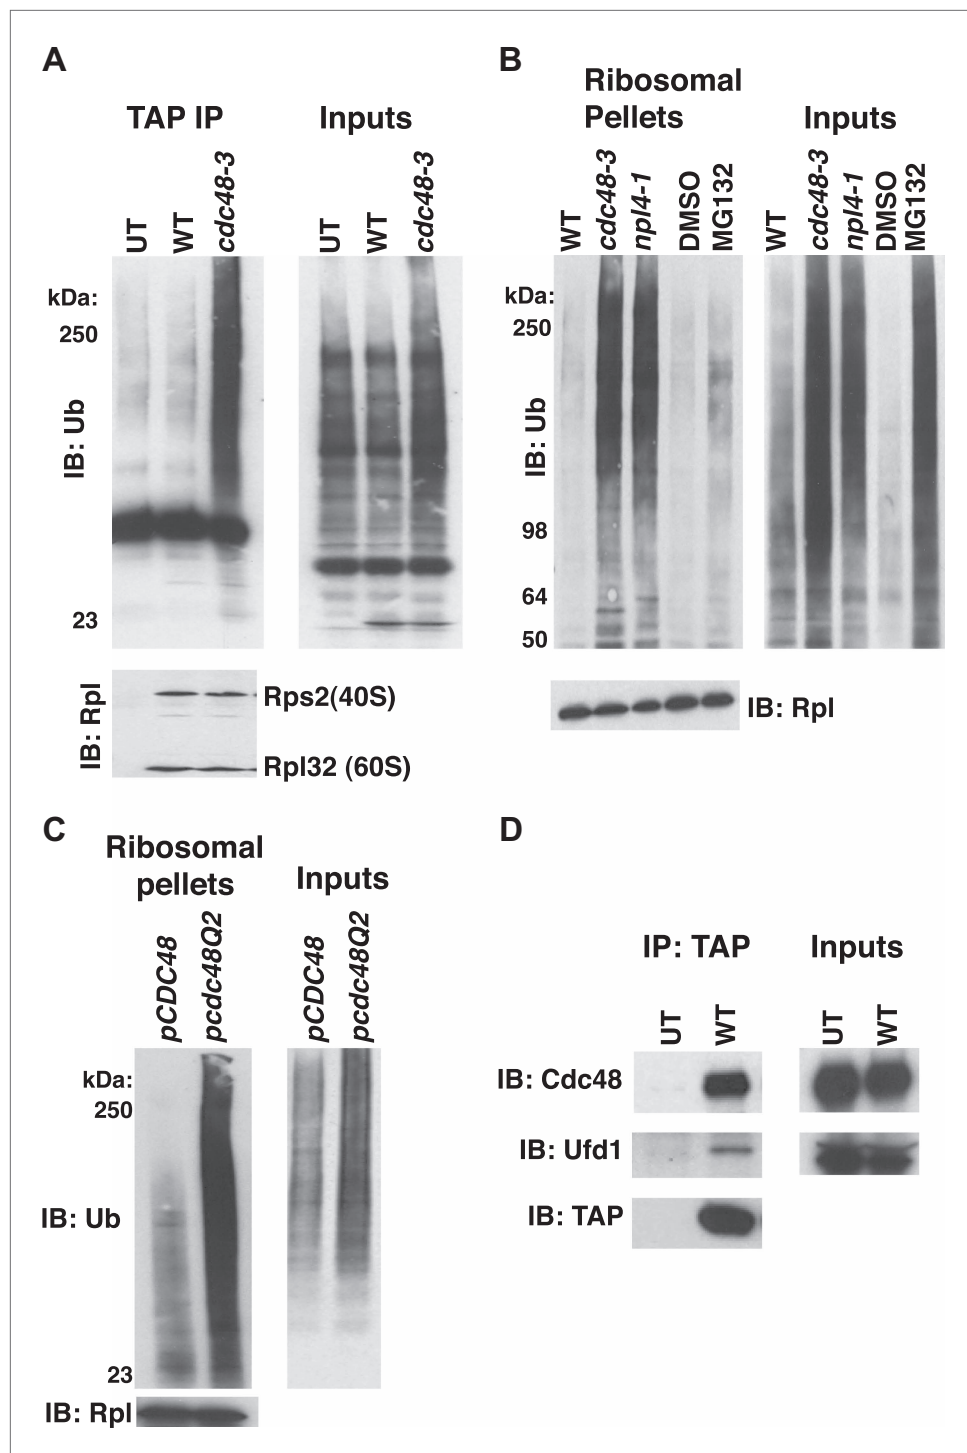 A
TAP IP
Inputs
UT
WT
cdc48-3
UT
WT
cdc48-3
kDa:
250
IB: Ub
23
IB: Rpl
Rps2(40S)
Rpl32 (60S)
B
Ribosomal
Pellets
Inputs
WT
cdc48-3
npl4-1
DMSO
MG132
WT
cdc48-3
npl4-1
DMSO
MG132
kDa:
250
IB: Ub
98
64
50
IB: Rpl
C
Ribosomal
pellets
Inputs
pCDC48
pcdc48Q2
pCDC48
pcdc48Q2
kDa:
250
IB: Ub
23
IB: Rpl
D
IP: TAP
Inputs
UT
WT
UT
WT
IB: Cdc48
IB: Ufd1
IB: TAP